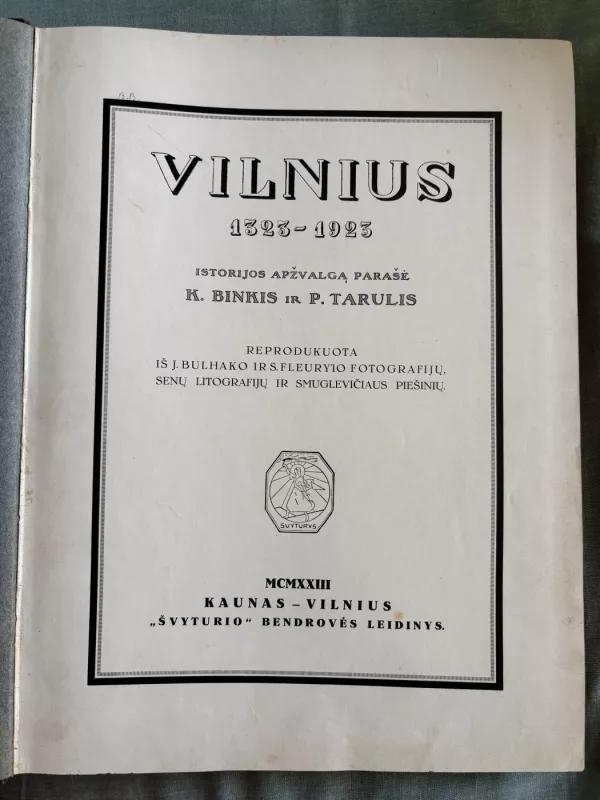 B.B
VILNIUS
1323-1923
ISTORIJOS APŽVALGĄ PARAŠĖ
K. BINKIS IR P. TARULIS
REPRODUKUOTA
IŠ J. BULHAKO IR S. FLEURYIO FOTOGRAFIJŲ,
SENŲ LITOGRAFIJŲ IR SMUGLEVIČIAUS PIEŠINIŲ.
ŠVYTURYS
MCMXXIII
KAUNAS – VILNIUS
„ŠVYTURIO“ BENDROVĖS LEIDINYS.